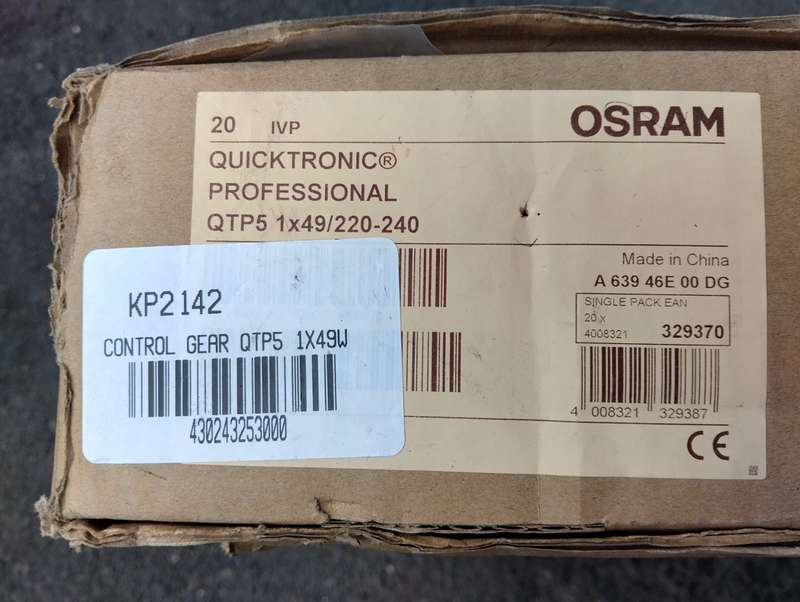 20 IVP
OSRAM
QUICKTRONIC®
PROFESSIONAL
QTP5 1x49/220-240
Made in China
A 639 46E 00 DG
SINGLE PACK EAN
20 x
4008321 329370
4 008321 329387
CE
KP2142
CONTROL GEAR QTP5 1X49W
430243253000